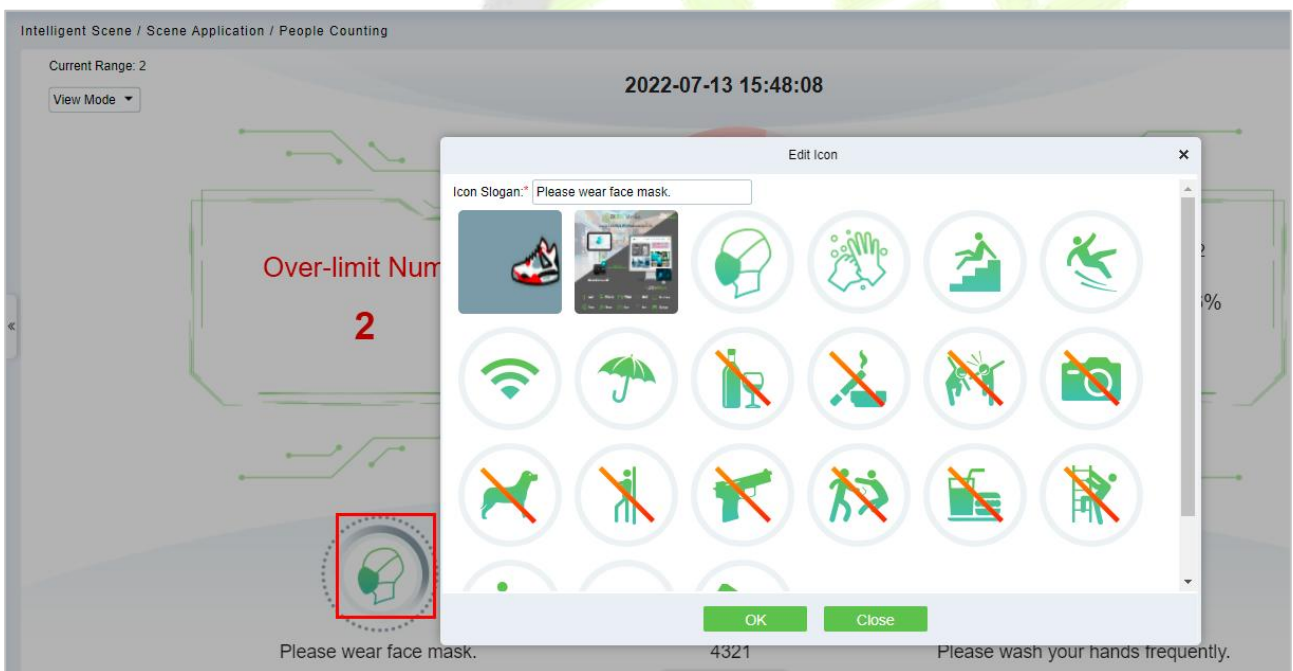 Intelligent Scene / Scene Application / People Counting
Current Range: 2
View Mode
2022-07-13 15:48:08
Edit Icon
Icon Slogan:* Please wear face mask.
Over-limit Num
2
%
OK
Close
Please wear face mask.
4321
Please wash your hands frequently.